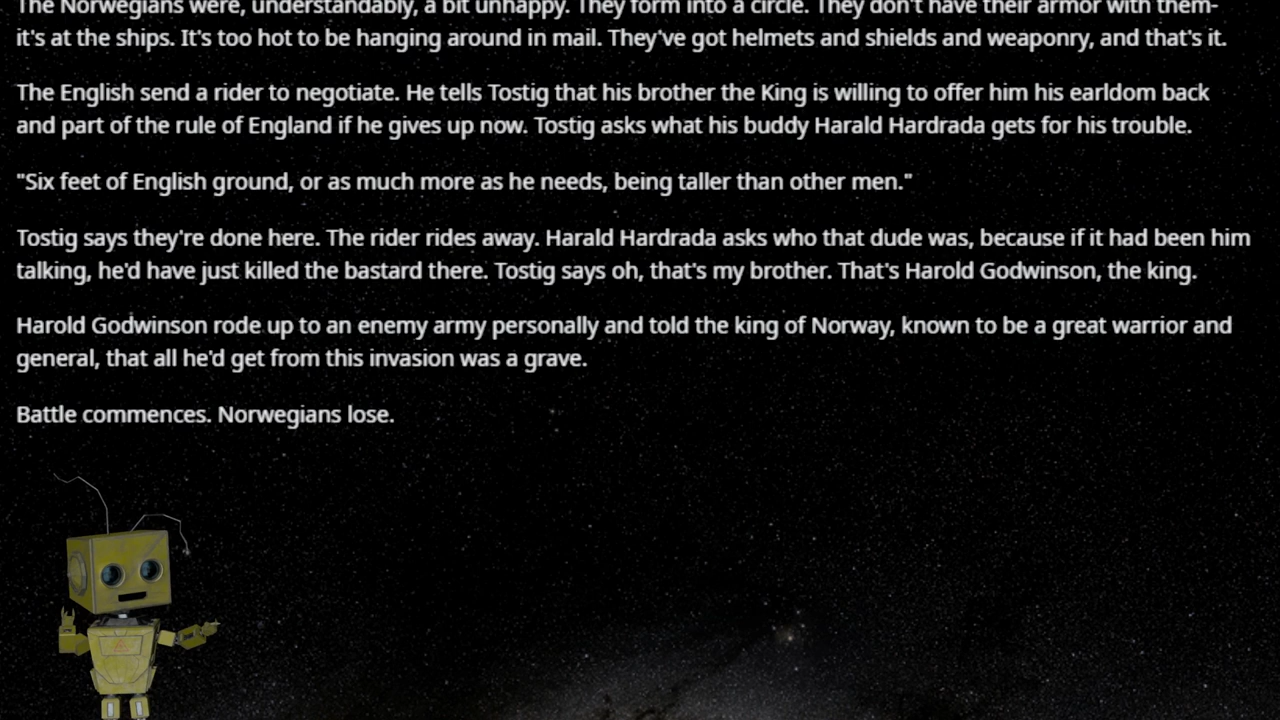 The Norwegians were, understandably, a bit unhappy. They form into a circle. They don't have their armor with them-
it's at the ships. It's too hot to be hanging around in mail. They've got helmets and shields and weaponry, and that's it.
The English send a rider to negotiate. He tells Tostig that his brother the King is willing to offer him his earldom back
and part of the rule of England if he gives up now. Tostig asks what his buddy Harald Hardrada gets for his trouble.
"Six feet of English ground, or as much more as he needs, being taller than other men."
Tostig says they're done here. The rider rides away. Harald Hardrada asks who that dude was, because if it had been him
talking, he'd have just killed the bastard there. Tostig says oh, that's my brother. That's Harold Godwinson, the king.
Harold Godwinson rode up to an enemy army personally and told the king of Norway, known to be a great warrior and
general, that all he'd get from this invasion was a grave.
Battle commences. Norwegians lose.